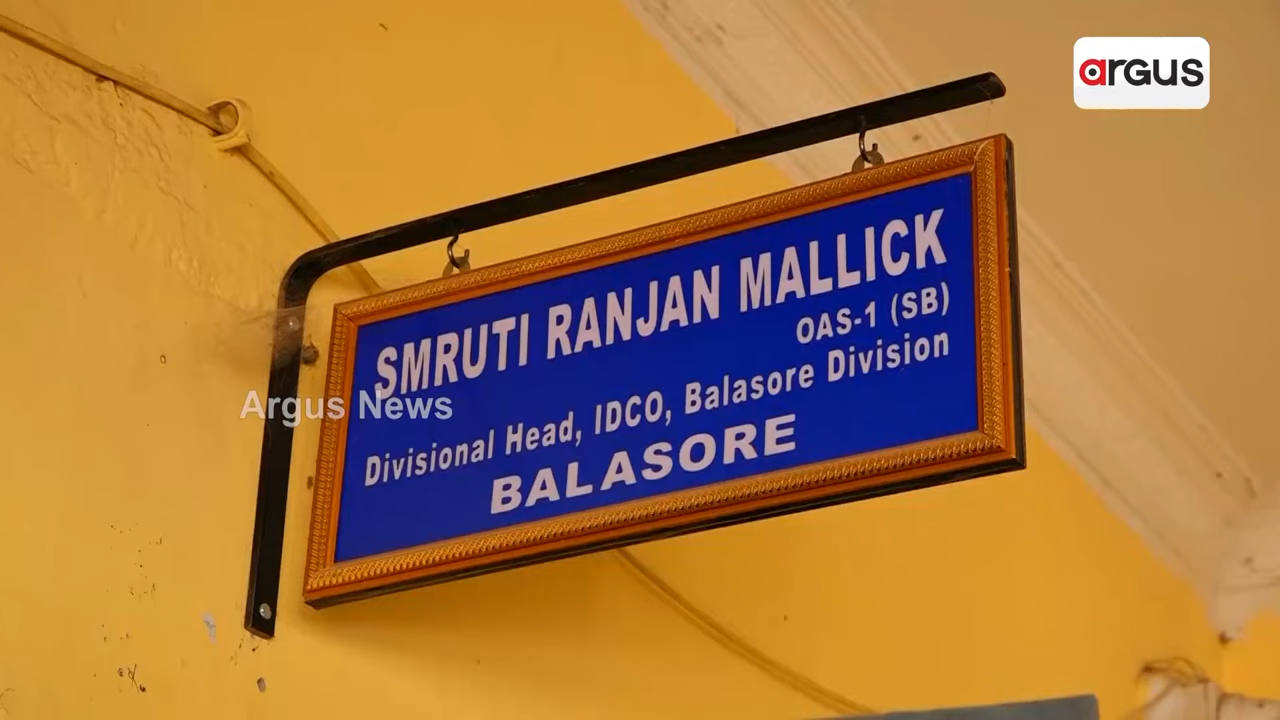 argus
SMRUTI RANJAN MALLICK
OAS-1 (SB)
Argus News
Divisional Head, IDCO, Balasore Division
BALASORE